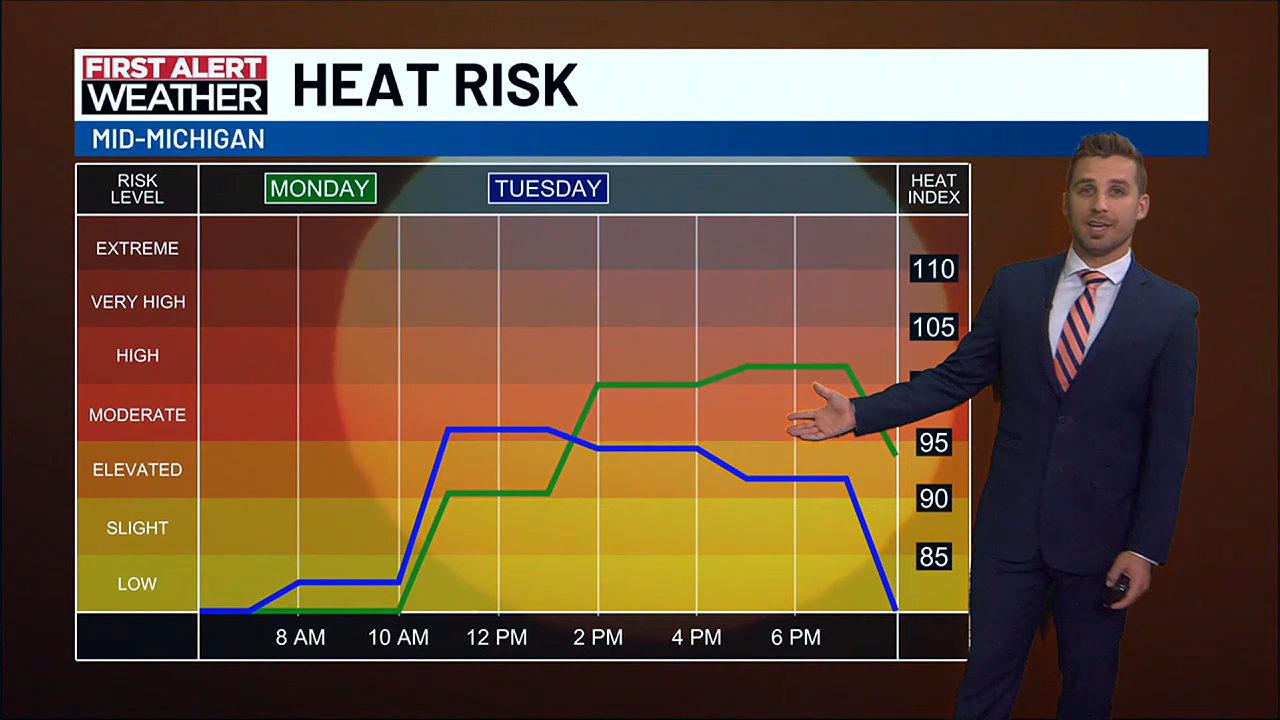 FIRST ALERT
WEATHER
HEAT RISK
MID-MICHIGAN
RISK
LEVEL
MONDAY
TUESDAY
HEAT
INDEX
EXTREME
VERY HIGH
HIGH
MODERATE
ELEVATED
SLIGHT
LOW
110
105
95
90
85
8 AM
10 AM
12 PM
2 PM
4 PM
6 PM